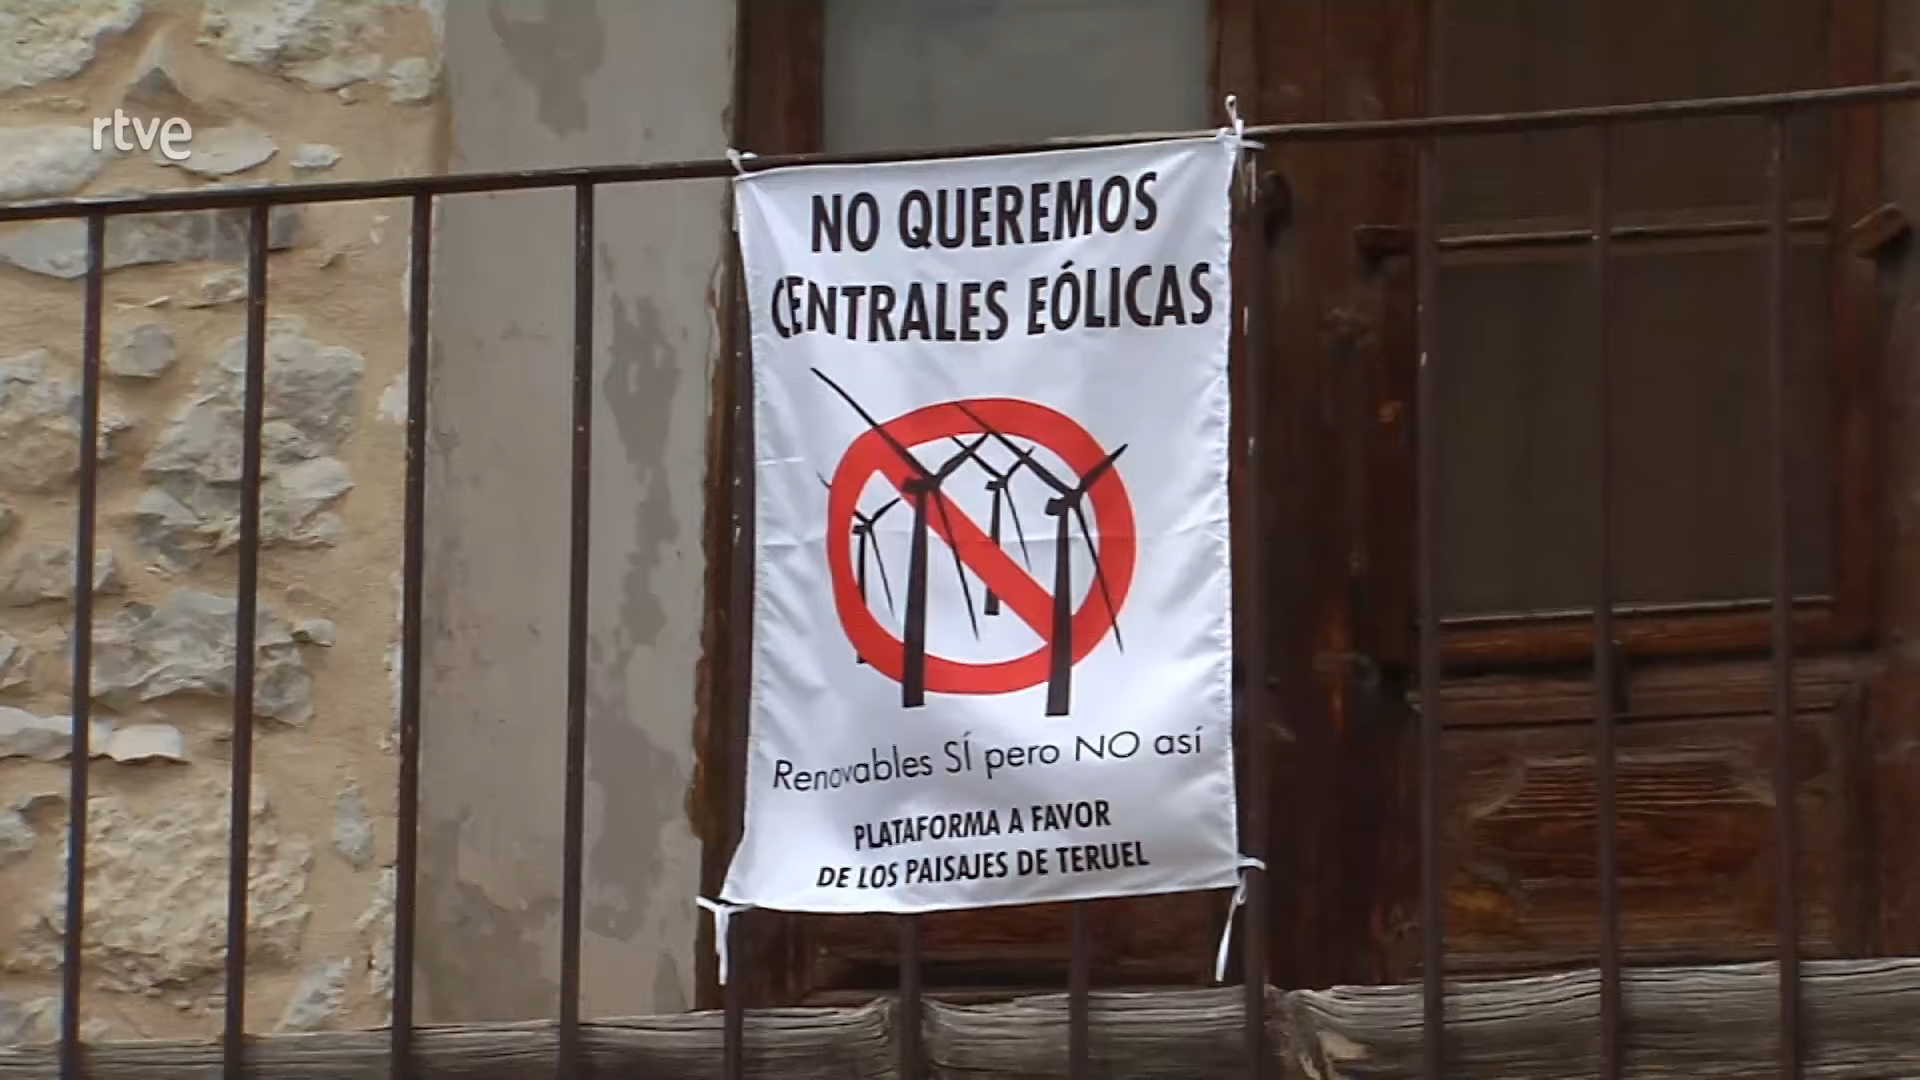 rtve
NO QUEREMOS
CENTRALES EÓLICAS
Renovables SÍ pero NO así
PLATAFORMA A FAVOR
DE LOS PAISAJES DE TERUEL